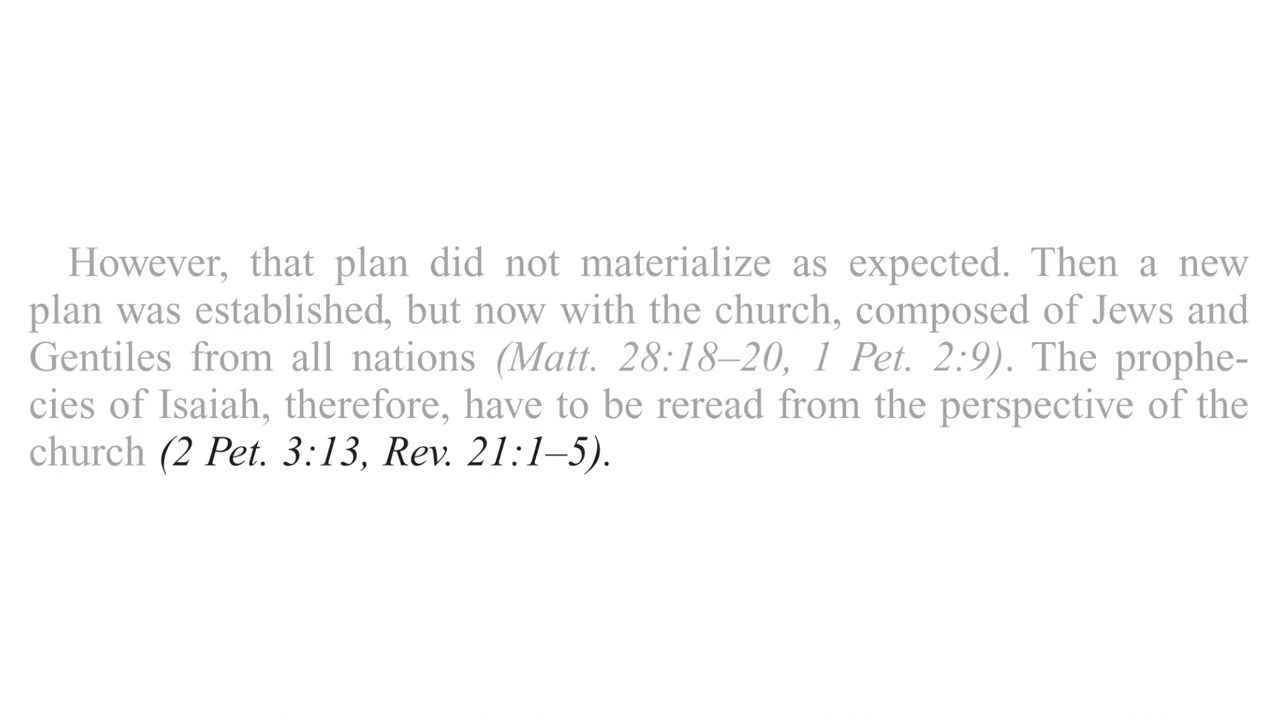 However, that plan did not materialize as expected. Then a new
plan was established, but now with the church, composed of Jews and
Gentiles from all nations (Matt. 28:18–20, 1 Pet. 2:9). The prophe-
cies of Isaiah, therefore, have to be reread from the perspective of the
church (2 Pet. 3:13, Rev. 21:1–5).